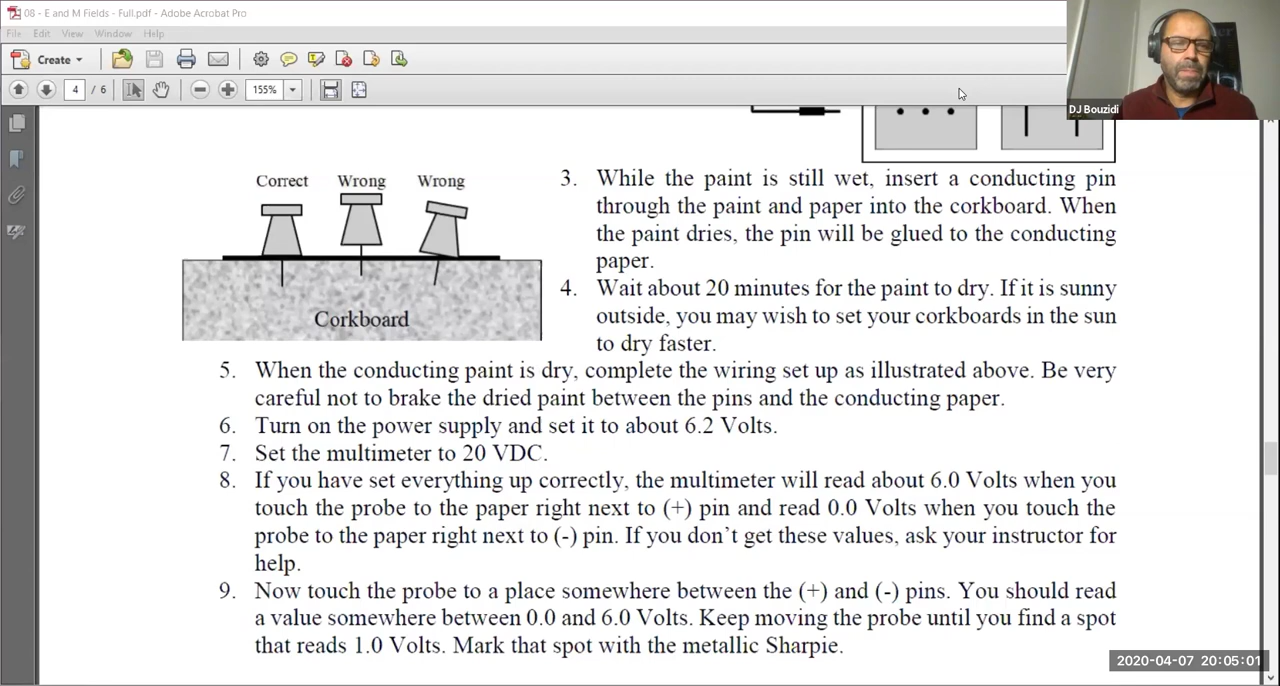 08 - E and M Fields - Full.pdf - Adobe Acrobat Pro
File Edit View Window Help
Create
4 / 6 155%
DJ Bouzidi
Correct Wrong Wrong
Corkboard
3. While the paint is still wet, insert a conducting pin
through the paint and paper into the corkboard. When
the paint dries, the pin will be glued to the conducting
paper.
4. Wait about 20 minutes for the paint to dry. If it is sunny
outside, you may wish to set your corkboards in the sun
to dry faster.
5. When the conducting paint is dry, complete the wiring set up as illustrated above. Be very
careful not to brake the dried paint between the pins and the conducting paper.
6. Turn on the power supply and set it to about 6.2 Volts.
7. Set the multimeter to 20 VDC.
8. If you have set everything up correctly, the multimeter will read about 6.0 Volts when you
touch the probe to the paper right next to (+) pin and read 0.0 Volts when you touch the
probe to the paper right next to (-) pin. If you don't get these values, ask your instructor for
help.
9. Now touch the probe to a place somewhere between the (+) and (-) pins. You should read
a value somewhere between 0.0 and 6.0 Volts. Keep moving the probe until you find a spot
that reads 1.0 Volts. Mark that spot with the metallic Sharpie.
2020-04-07 20:05:01